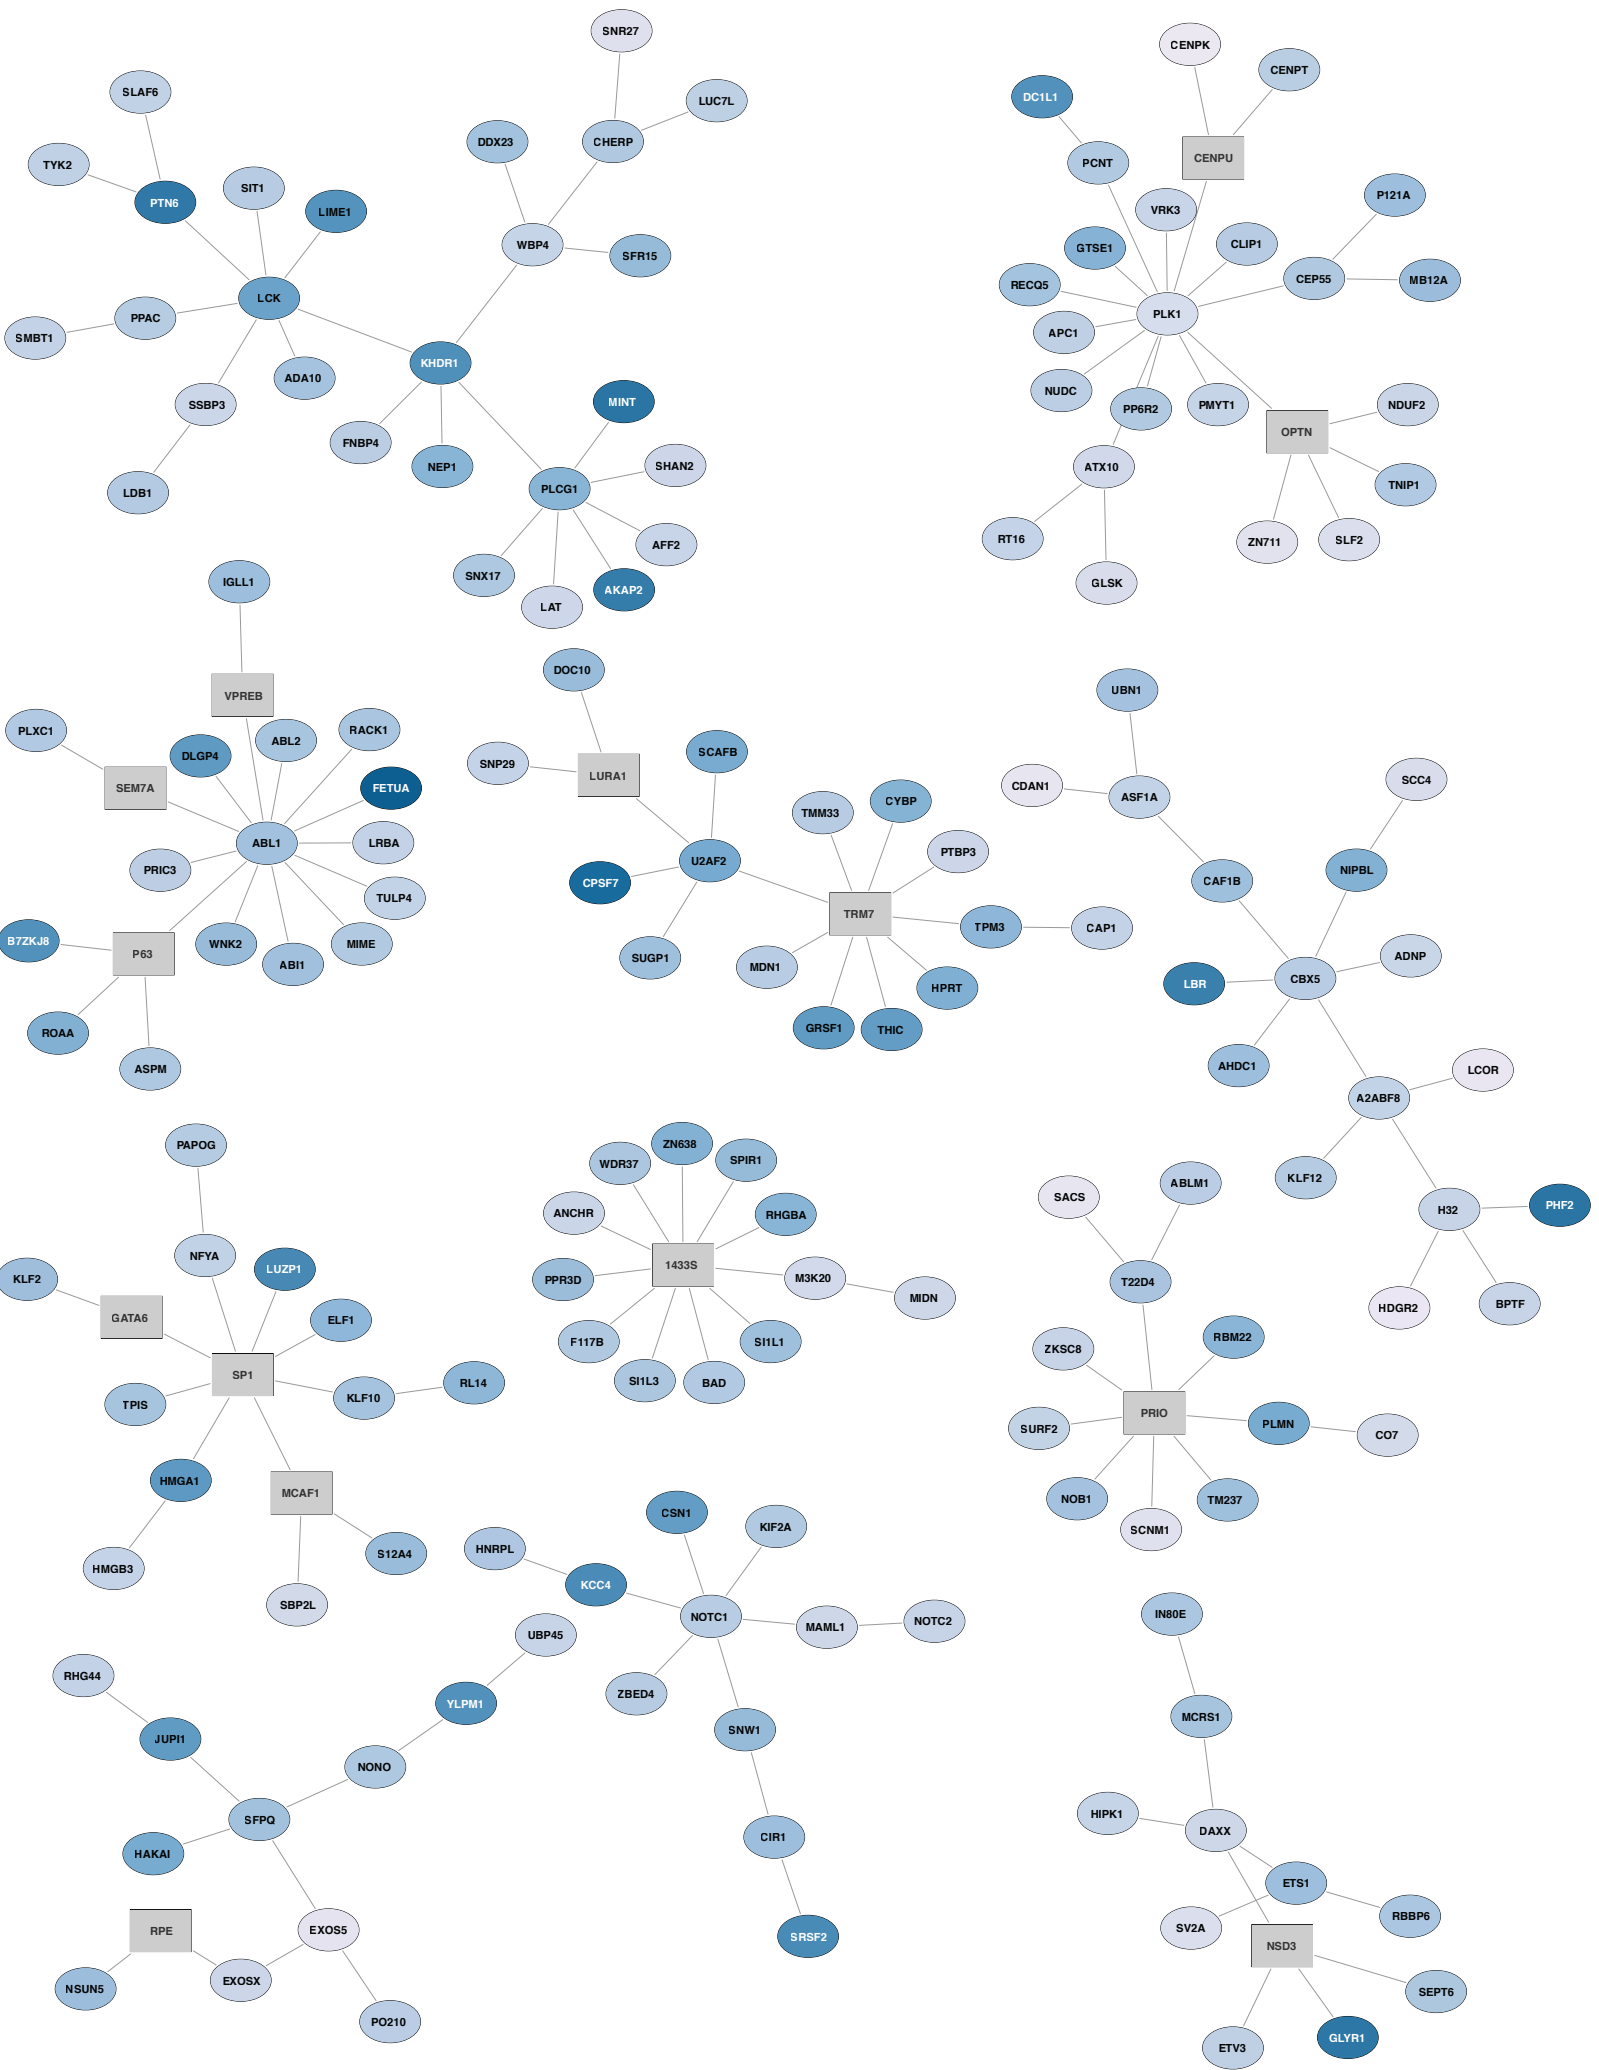 SNR27
CENPK
CENPT
SLAF6
DC1L1
LUC7L
DDX23
CHERP
CENPU
TYK2
PCNT
SIT1
PTN6
LIME1
VRK3
P121A
WBP4
GTSE1
CLIP1
SFR15
CEP55
MB12A
RECQ5
LCK
PLK1
PPAC
SMBT1
APC1
KHDR1
ADA10
NUDC
SSBP3
MINT
PP6R2
PMYT1
NDUF2
FNBP4
OPTN
NEP1
SHAN2
ATX10
LDB1
PLCG1
TNIP1
AFF2
RT16
ZN711
SLF2
SNX17
IGLL1
AKAP2
GLSK
LAT
DOC10
UBN1
VPREB
PLXC1
RACK1
ABL2
DLGP4
SCAFB
SNP29
LURA1
SCC4
SEM7A
FETUA
CDAN1
ASF1A
CYBP
TMM33
ABL1
LRBA
PTBP3
U2AF2
PRIC3
NIPBL
CPSF7
CAF1B
TULP4
TRM7
TPM3
CAP1
B7ZKJ8
P63
WNK2
MIME
ADNP
SUGP1
ABI1
MDN1
CBX5
LBR
HPRT
GRSF1
THIC
ROAA
AHDC1
ASPM
LCOR
A2ABF8
PAPOG
ZN638
SPIR1
WDR37
KLF12
ABLM1
SACS
PHF2
H32
ANCHR
RHGBA
NFYA
1433S
LUZP1
KLF2
PPR3D
M3K20
T22D4
MIDN
HDGR2
BPTF
GATA6
ELF1
RBM22
F117B
SI1L1
ZKSC8
SP1
SI1L3
BAD
RL14
KLF10
TPIS
PRIO
PLMN
SURF2
CO7
HMGA1
MCAF1
NOB1
TM237
CSN1
KIF2A
SCNM1
HNRPL
S12A4
HMGB3
KCC4
SBP2L
NOTC1
IN80E
MAML1
NOTC2
UBP45
RHG44
ZBED4
YLPM1
MCRS1
SNW1
JUPI1
NONO
HIPK1
SFPQ
DAXX
CIR1
HAKAI
ETS1
RBBP6
SV2A
EXOS5
RPE
SRSF2
NSD3
EXOSX
NSUN5
SEPT6
PO210
GLYR1
ETV3